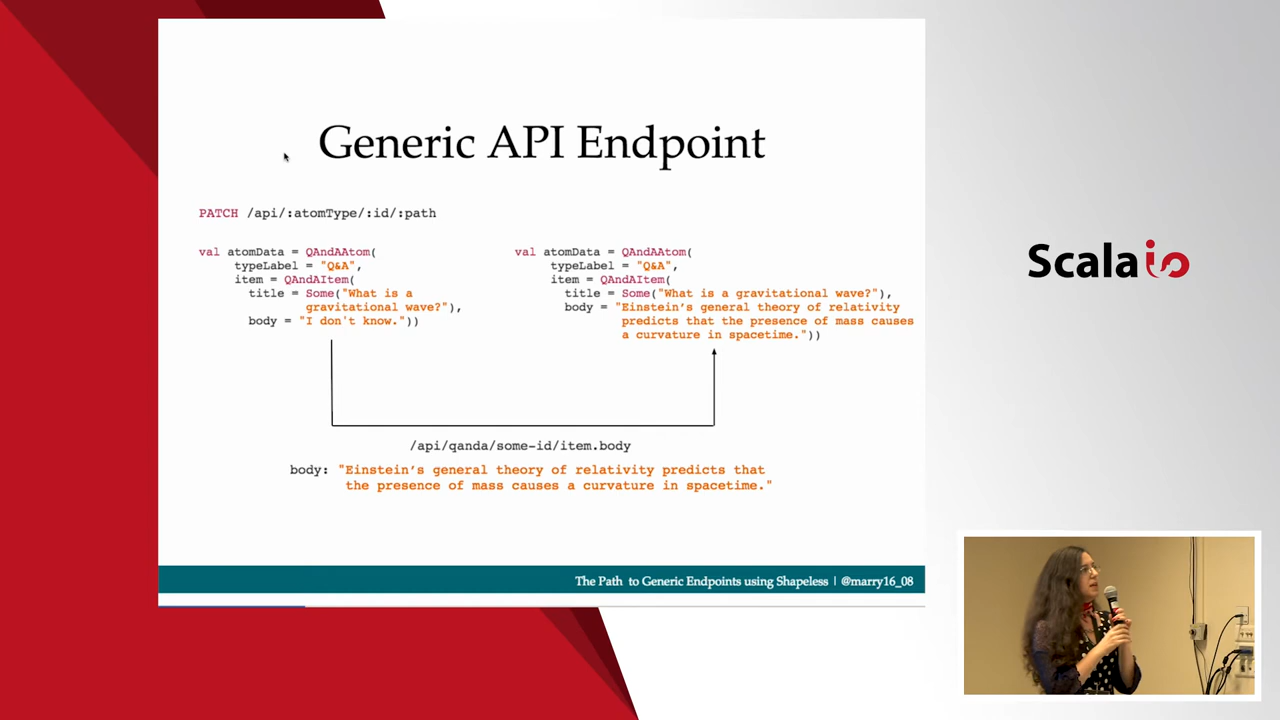 Generic API Endpoint
PATCH /api/:atomType/:id/:path
val atomData = QAndAAtom(
typeLabel = "Q&A",
item = QAndAItem(
title = Some("What is a
gravitational wave?"),
body = "I don't know."))
val atomData = QAndAAtom(
typeLabel = "Q&A",
item = QAndAItem(
title = Some("What is a gravitational wave?"),
body = "Einstein’s general theory of relativity
predicts that the presence of mass causes
a curvature in spacetime."))
/api/qanda/some-id/item.body
body: "Einstein’s general theory of relativity predicts that
the presence of mass causes a curvature in spacetime."
The Path to Generic Endpoints using Shapeless | @marry16_08
Scala io